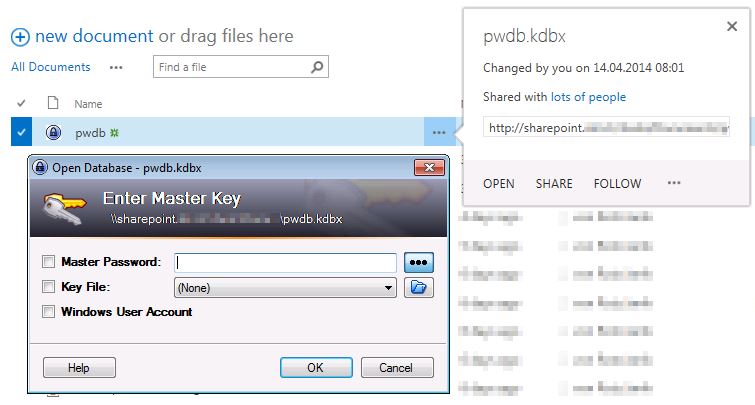 new document or drag files here
All Documents ...
Find a file
Name
pwdb
...
pwdb.kdbx
Changed by you on 14.04.2014 08:01
Shared with lots of people
http://sharepoint.
OPEN SHARE FOLLOW ...
Open Database - pwdb.kdbx
Enter Master Key
\\sharepoint. \pwdb.kdbx
Master Password:
Key File: (None)
Windows User Account
Help OK Cancel